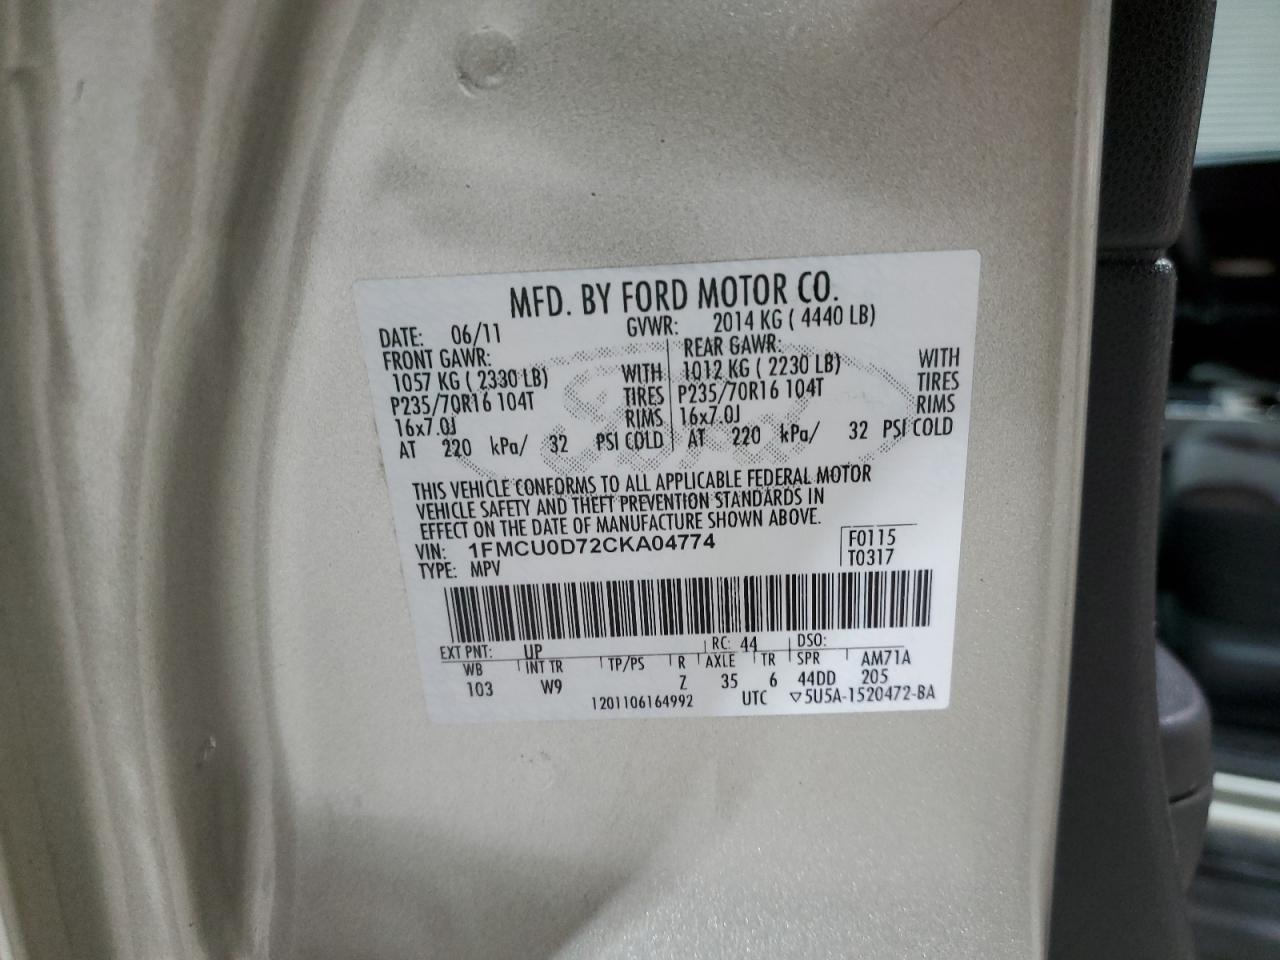 MFD. BY FORD MOTOR CO.
DATE: 06/11 GVWR: 2014 KG ( 4440 LB)
FRONT GAWR: REAR GAWR:
1057 KG ( 2330 LB) WITH 1012 KG ( 2230 LB) WITH
P235/70R16 104T TIRES P235/70R16 104T TIRES
16x7.0J RIMS 16x7.0J RIMS
AT 220 kPa/ 32 PSI COLD AT 220 kPa/ 32 PSI COLD
THIS VEHICLE CONFORMS TO ALL APPLICABLE FEDERAL MOTOR
VEHICLE SAFETY AND THEFT PREVENTION STANDARDS IN
EFFECT ON THE DATE OF MANUFACTURE SHOWN ABOVE.
VIN: 1FMCU0D72CKA04774 F0115
TYPE: MPV T0317
EXT PNT: UP RC: 44 DSO:
WB INT TR TP/PS R AXLE TR SPR AM71A
103 W9 Z 35 6 44DD 205
1201106164992 UTC ▽5U5A-1520472-BA